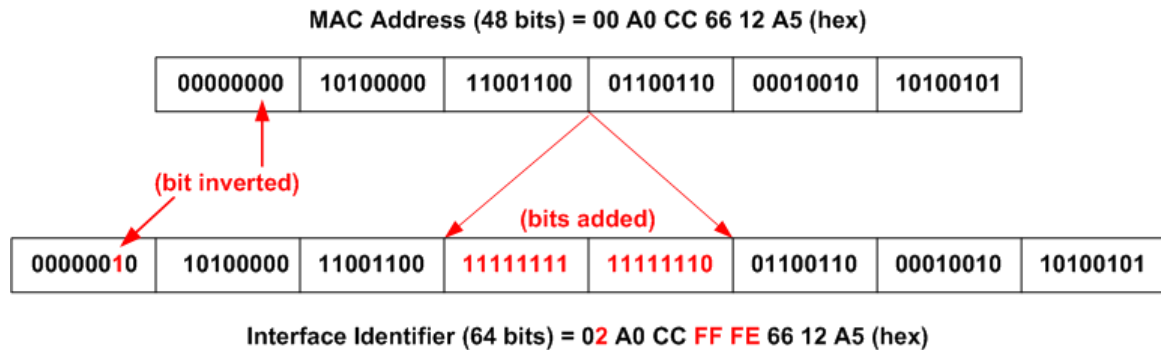 MAC Address (48 bits) = 00 A0 CC 66 12 A5 (hex)
00000000 10100000 11001100 01100110 00010010 10100101
(bit inverted)
(bits added)
00000010 10100000 11001100 11111111 11111110 01100110 00010010 10100101
Interface Identifier (64 bits) = 02 A0 CC FF FE 66 12 A5 (hex)